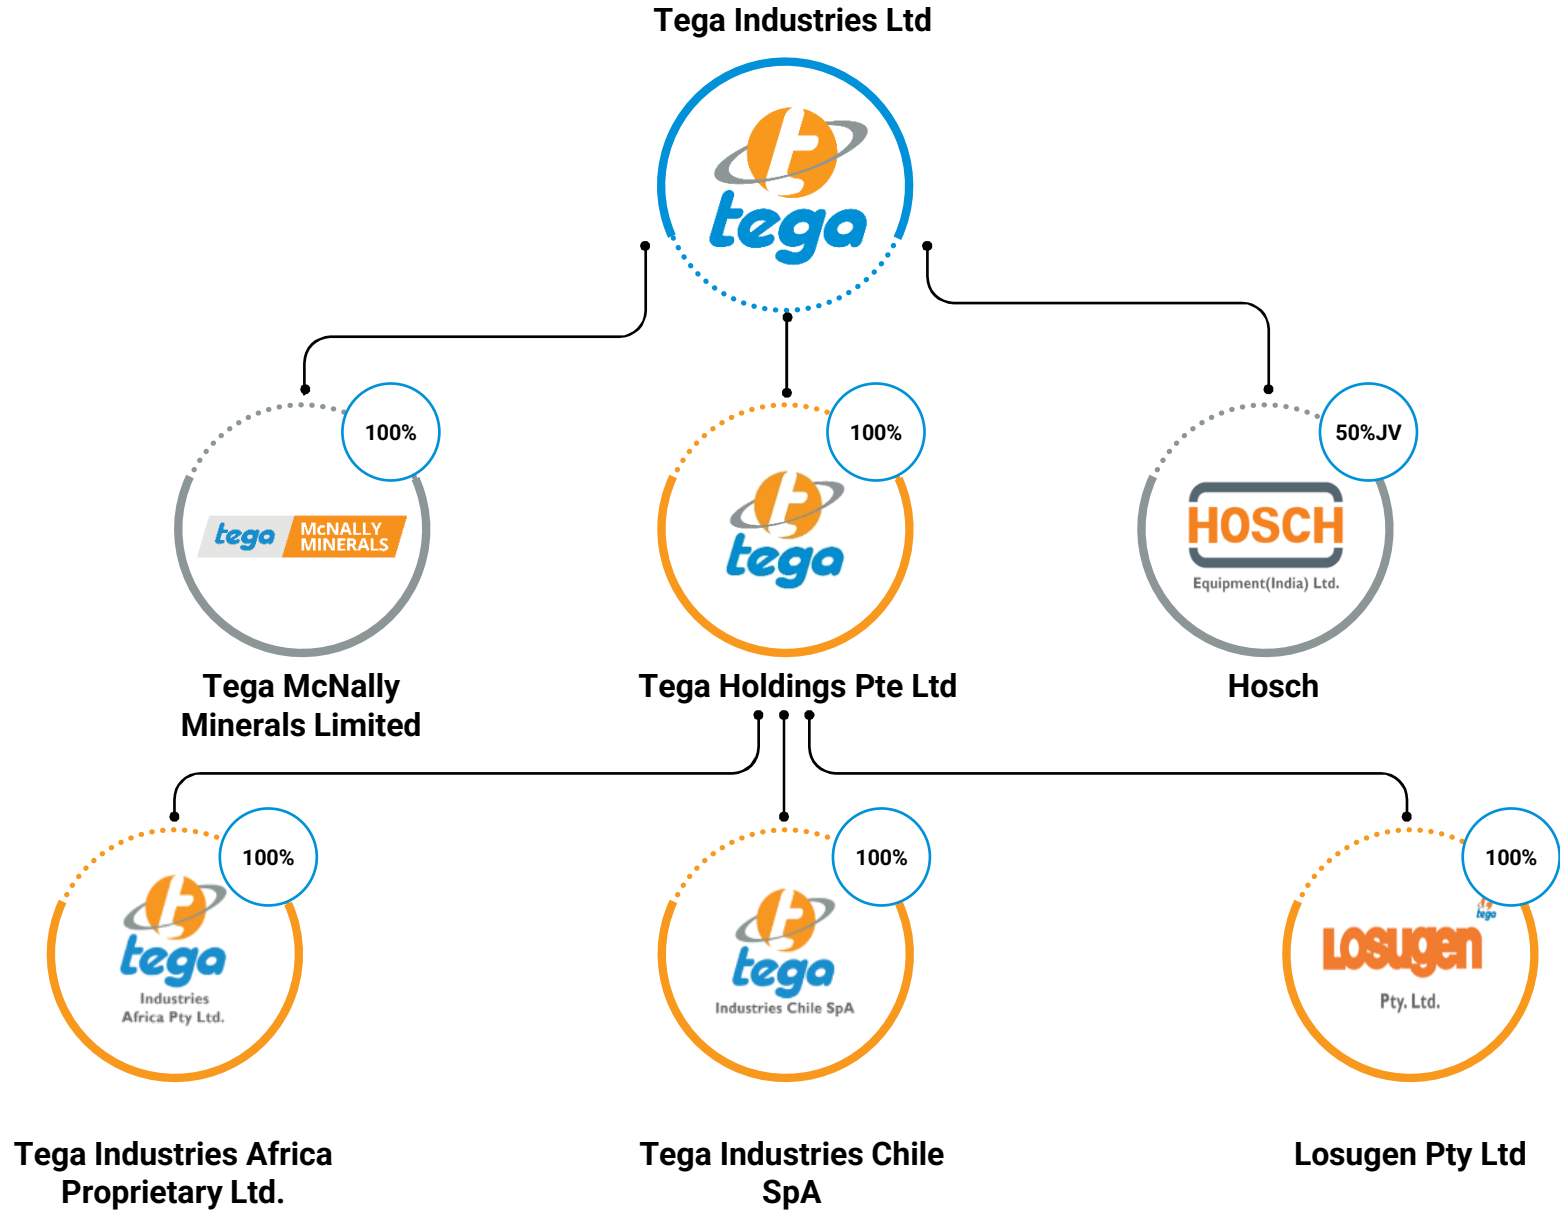 Tega Industries Ltd
tega
100%
100%
50%JV
tega McNALLY
MINERALS
tega
HOSCH
Equipment(India) Ltd.
Tega McNally
Minerals Limited
Tega Holdings Pte Ltd
Hosch
100%
100%
100%
tega
Industries
Africa Pty Ltd.
tega
Industries Chile SpA
tega
Losugen
Pty. Ltd.
Tega Industries Africa
Proprietary Ltd.
Tega Industries Chile
SpA
Losugen Pty Ltd